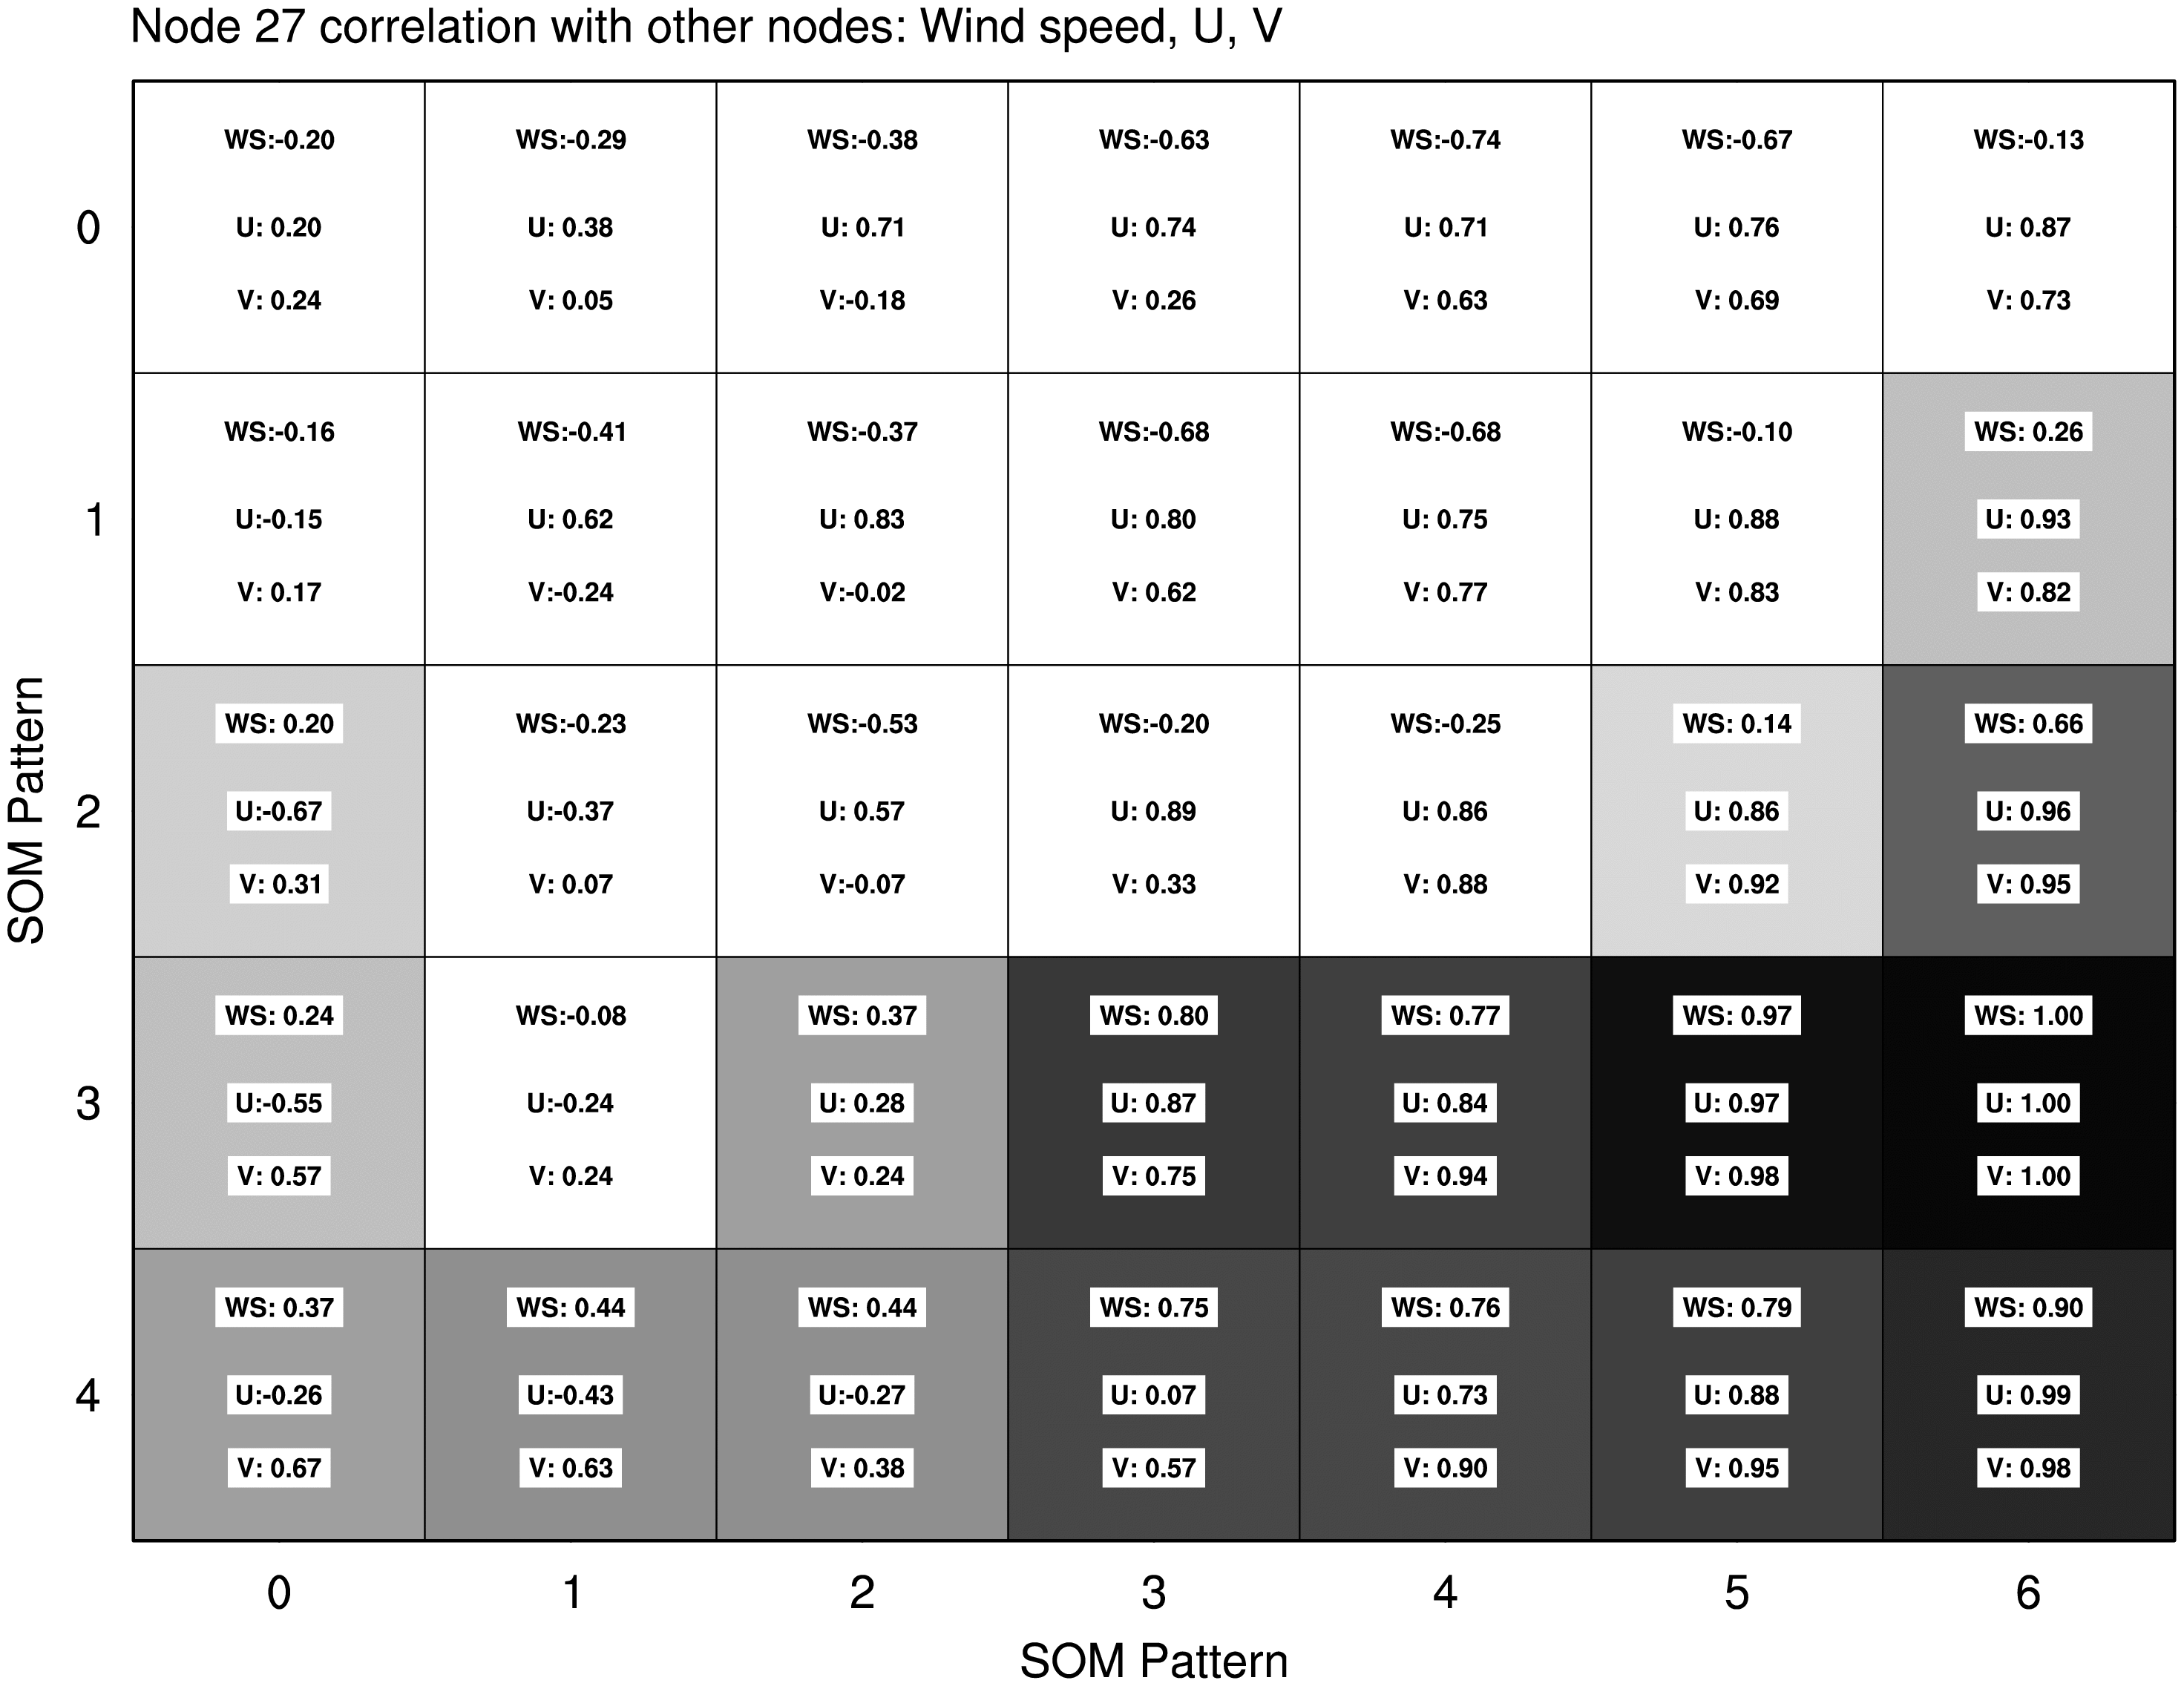 Node 27 correlation with other nodes: Wind speed, U, V
WS:-0.20 WS:-0.29 WS:-0.38 WS:-0.63 WS:-0.74 WS:-0.67 WS:-0.13
0 U: 0.20 U: 0.38 U: 0.71 U: 0.74 U: 0.71 U: 0.76 U: 0.87
V: 0.24 V: 0.05 V:-0.18 V: 0.26 V: 0.63 V: 0.69 V: 0.73
WS:-0.16 WS:-0.41 WS:-0.37 WS:-0.68 WS:-0.68 WS:-0.10 WS: 0.26
1 U:-0.15 U: 0.62 U: 0.83 U: 0.80 U: 0.75 U: 0.88 U: 0.93
V: 0.17 V:-0.24 V:-0.02 V: 0.62 V: 0.77 V: 0.83 V: 0.82
SOM Pattern
WS: 0.20 WS:-0.23 WS:-0.53 WS:-0.20 WS:-0.25 WS: 0.14 WS: 0.66
2 U:-0.67 U:-0.37 U: 0.57 U: 0.89 U: 0.86 U: 0.86 U: 0.96
V: 0.31 V: 0.07 V:-0.07 V: 0.33 V: 0.88 V: 0.92 V: 0.95
WS: 0.24 WS:-0.08 WS: 0.37 WS: 0.80 WS: 0.77 WS: 0.97 WS: 1.00
3 U:-0.55 U:-0.24 U: 0.28 U: 0.87 U: 0.84 U: 0.97 U: 1.00
V: 0.57 V: 0.24 V: 0.24 V: 0.75 V: 0.94 V: 0.98 V: 1.00
WS: 0.37 WS: 0.44 WS: 0.44 WS: 0.75 WS: 0.76 WS: 0.79 WS: 0.90
4 U:-0.26 U:-0.43 U:-0.27 U: 0.07 U: 0.73 U: 0.88 U: 0.99
V: 0.67 V: 0.63 V: 0.38 V: 0.57 V: 0.90 V: 0.95 V: 0.98
0 1 2 3 4 5 6
SOM Pattern